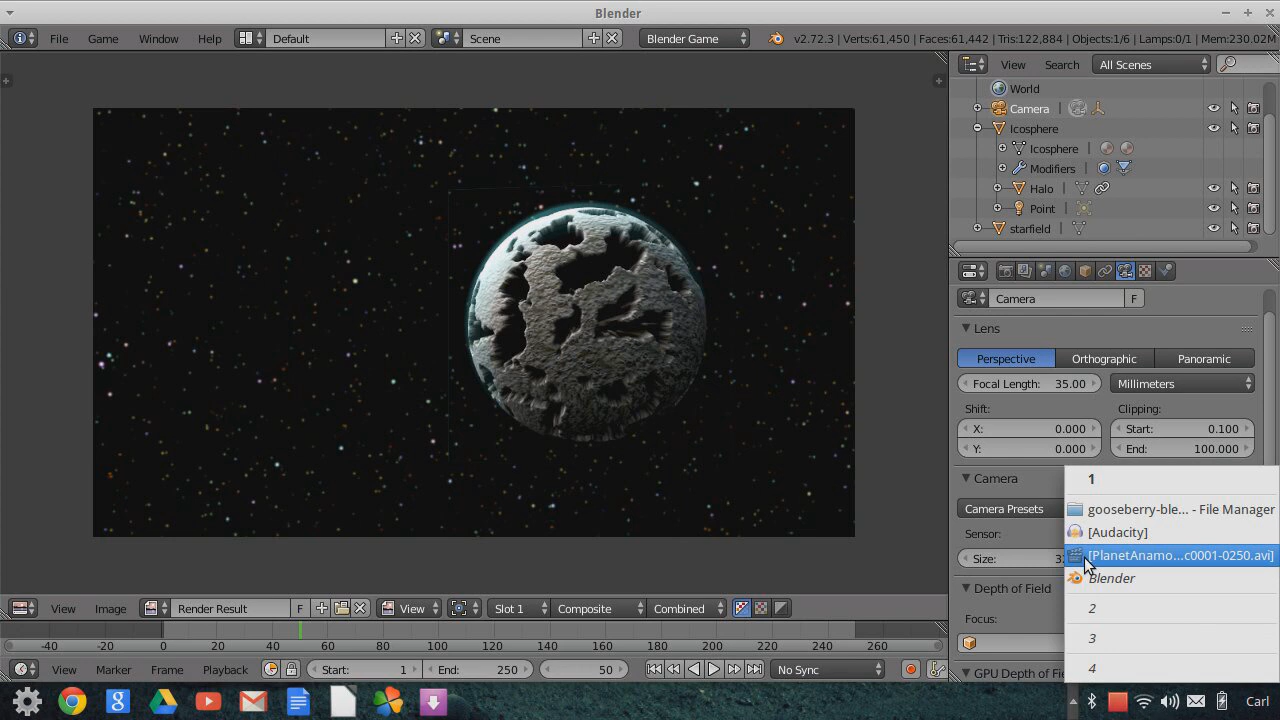 Blender
File Game Window Help Default Scene Blender Game v2.72.3 | Verts:61,450 | Faces:61,442 | Tris:122,884 | Objects:1/6 | Lamps:0/1 | Mem:230.02M
View Search All Scenes
World
Camera
Icosphere
Icosphere
Modifiers
Halo
Point
starfield
Camera F
Lens
Perspective Orthographic Panoramic
Focal Length: 35.00 Millimeters
Shift: Clipping:
X: 0.000 Start: 0.100
Y: 0.000 End: 100.000
Camera
Camera Presets
Sensor:
Size:
Depth of Field
Focus:
GPU Depth of Fie
1
gooseberry-ble... - File Manager
[Audacity]
[PlanetAnamo...c0001-0250.avi]
Blender
2
3
4
View Image Render Result F Slot 1 Composite Combined
-40 -20 0 20 40 60 80 100 120 140 160 180 200 220 240 260
View Marker Frame Playback Start: 1 End: 250 50 No Sync
Carl